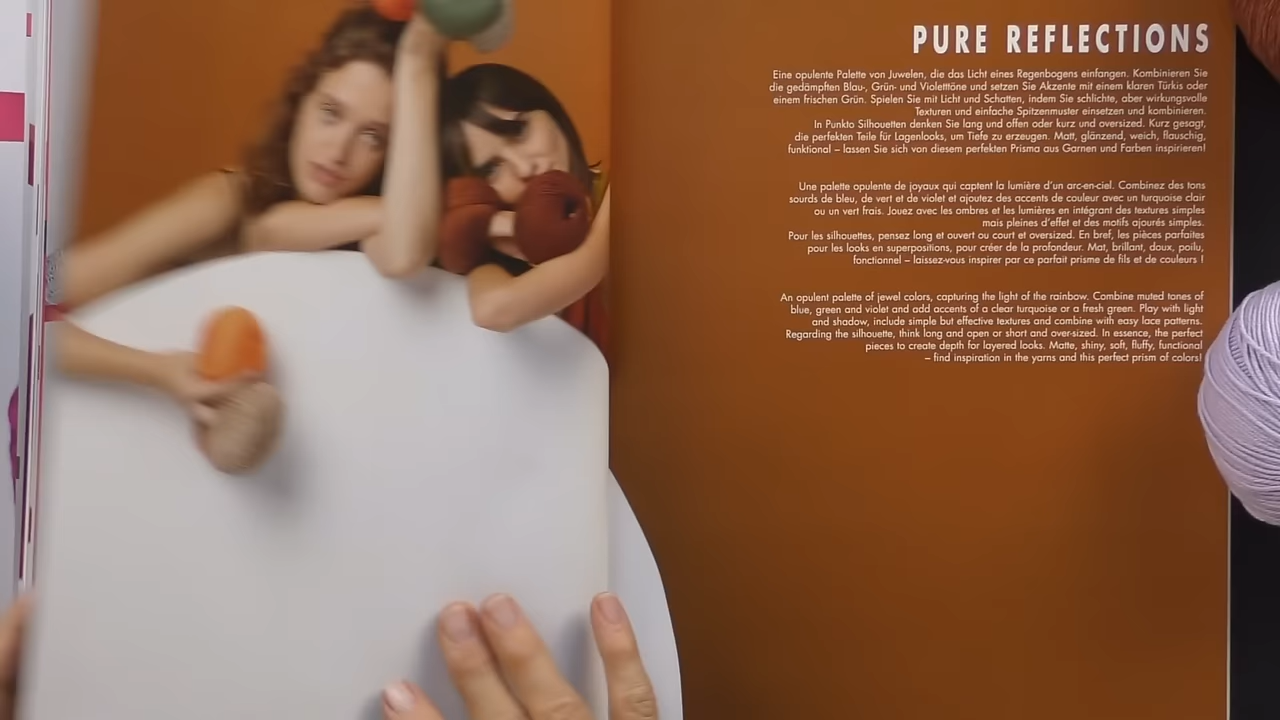 PURE REFLECTIONS
Eine opulente Palette von Juwelen, die das Licht eines Regenbogens einfangen. Kombinieren Sie
die gedämpften Blau-, Grün- und Violetttöne und setzen Sie Akzente mit einem klaren Türkis oder
einem frischen Grün. Spielen Sie mit Licht und Schatten, indem Sie schlichte, aber wirkungsvolle
Texturen und einfache Spitzenmuster einsetzen und kombinieren.
In Punkto Silhouetten denken Sie lang und offen oder kurz und oversized. Kurz gesagt,
die perfekten Teile für Lagenlooks, um Tiefe zu erzeugen. Matt, glänzend, weich, flauschig,
funktional – lassen Sie sich von diesem perfekten Prisma aus Garnen und Farben inspirieren!
Une palette opulente de joyaux qui captent la lumière d'un arc-en-ciel. Combinez des tons
sourds de bleu, de vert et de violet et ajoutez des accents de couleur avec un turquoise clair
ou un vert frais. Jouez avec les ombres et les lumières en intégrant des textures simples
mais pleines d'effet et des motifs ajourés simples.
Pour les silhouettes, pensez long et ouvert ou court et oversized. En bref, les pièces parfaites
pour les looks en superpositions, pour créer de la profondeur. Mat, brillant, doux, poilu,
fonctionnel – laissez-vous inspirer par ce parfait prisme de fils et de couleurs !
An opulent palette of jewel colors, capturing the light of the rainbow. Combine muted tones of
blue, green and violet and add accents of a clear turquoise or a fresh green. Play with light
and shadow, include simple but effective textures and combine with easy lace patterns.
Regarding the silhouette, think long and open or short and over-sized. In essence, the perfect
pieces to create depth for layered looks. Matte, shiny, soft, fluffy, functional
– find inspiration in the yarns and this perfect prism of colors!